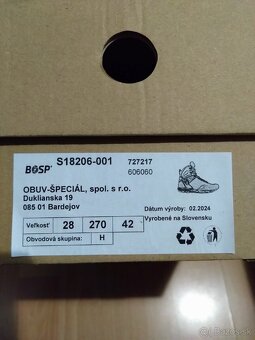 BOSP S18206-001 727217
606060
OBUV-ŠPECIÁL, spol. s r.o.
Duklianska 19
085 01 Bardejov
Dátum výroby: 02.2024
Vyrobené na Slovensku
Veľkosť 28 270 42
Obvodová skupina: H